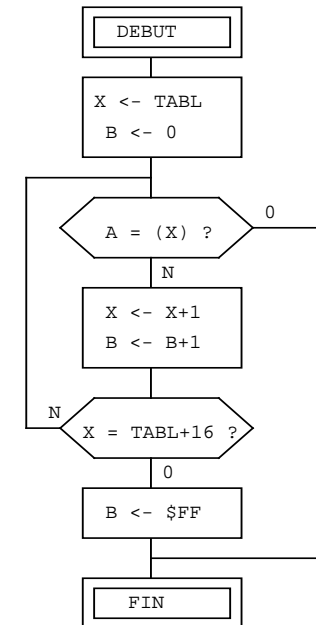 DEBUT
X <- TABL
B <- 0
A = (X) ?
0
N
X <- X+1
B <- B+1
N
X = TABL+16 ?
0
B <- $FF
FIN